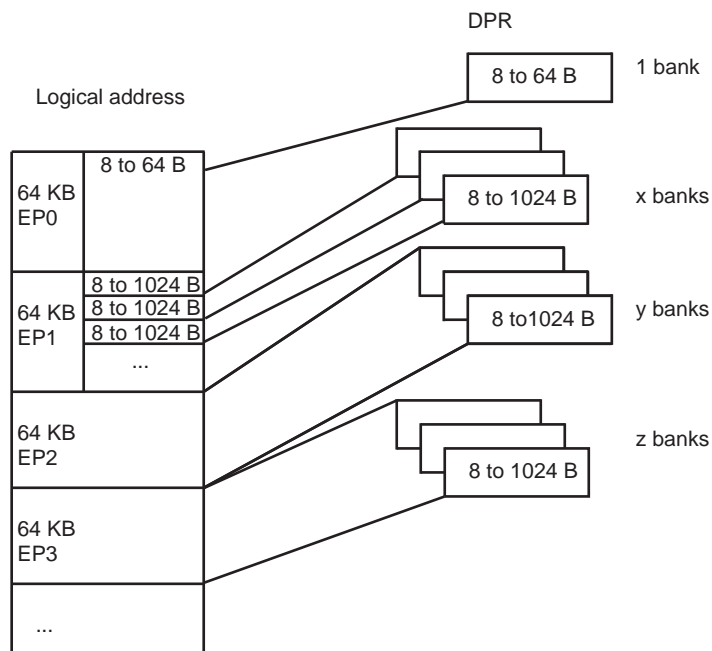 DPR
8 to 64 B
1 bank
Logical address
8 to 64 B
64 KB
EP0
8 to 1024 B
x banks
8 to 1024 B
8 to 1024 B
8 to 1024 B
...
64 KB
EP1
8 to1024 B
y banks
64 KB
EP2
8 to 1024 B
z banks
64 KB
EP3
...